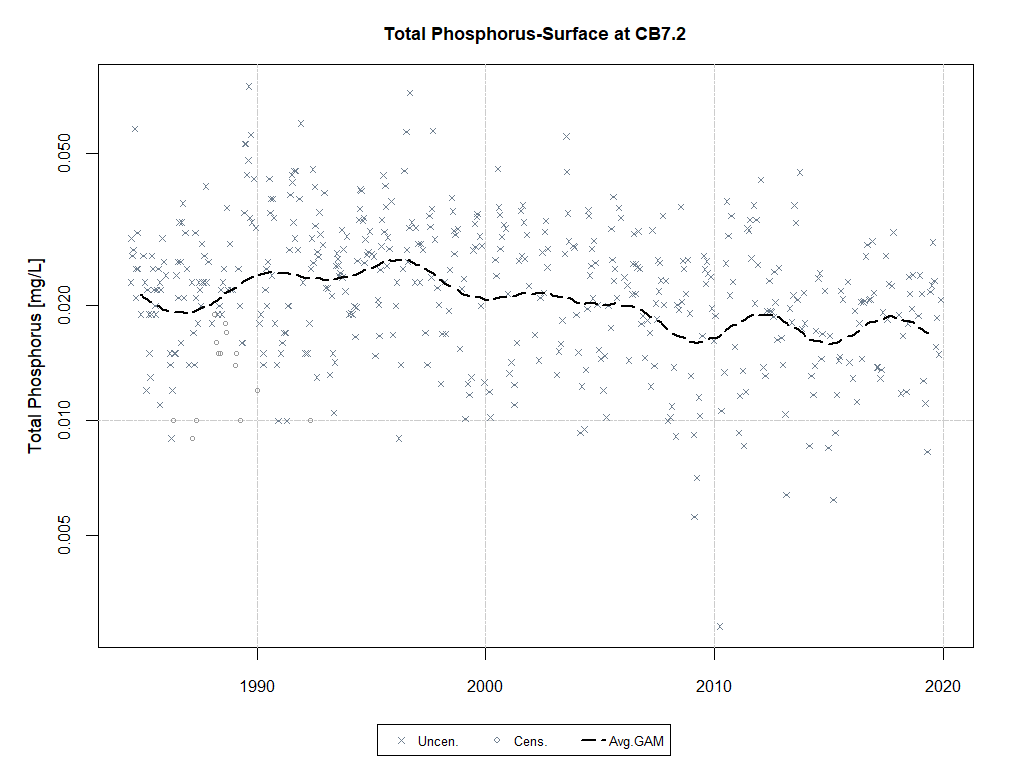 Total Phosphorus-Surface at CB7.2
Total Phosphorus [mg/L]
0.050
0.020
0.010
0.005
1990
2000
2010
2020
Uncen.
Cens.
Avg.GAM